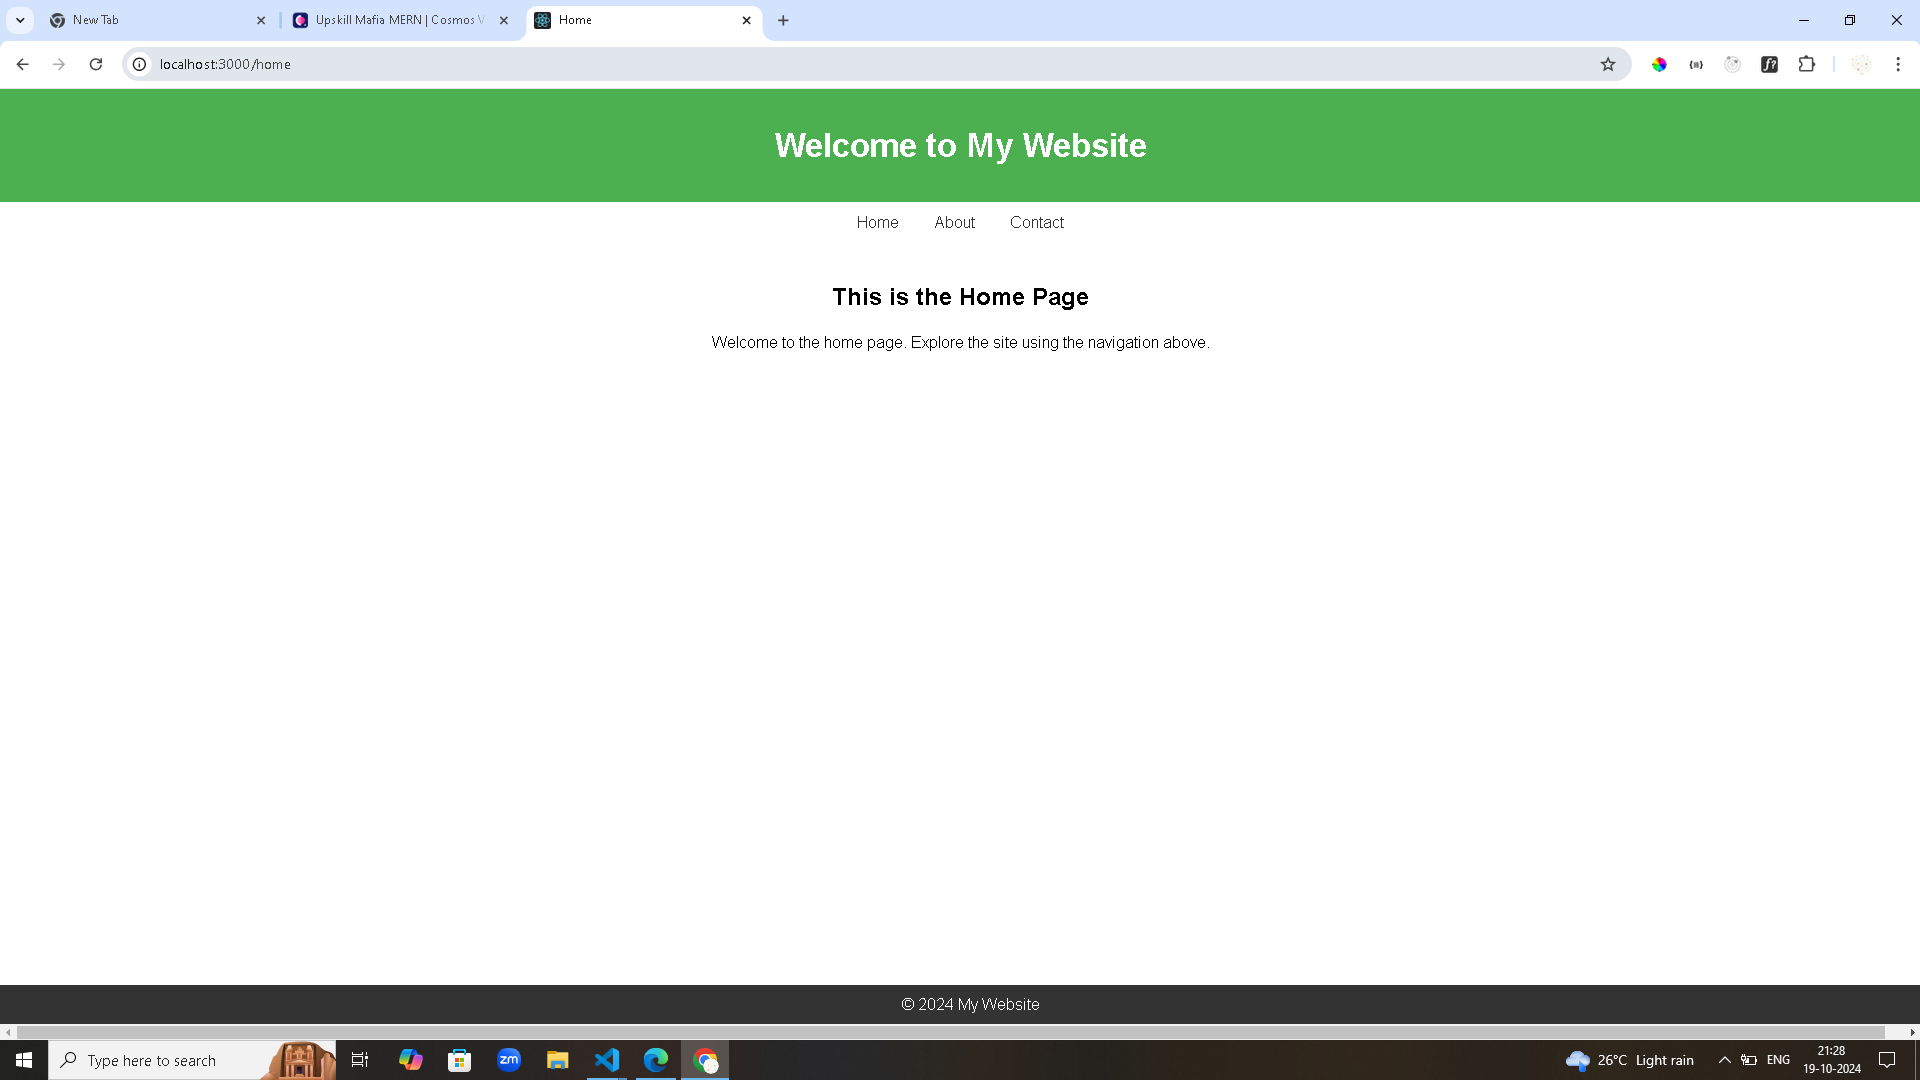 New Tab
Upskill Mafia MERN | Cosmos V
Home
localhost:3000/home
Welcome to My Website
Home About Contact
This is the Home Page
Welcome to the home page. Explore the site using the navigation above.
© 2024 My Website
Type here to search
zm
26°C Light rain
ENG
21:28
19-10-2024